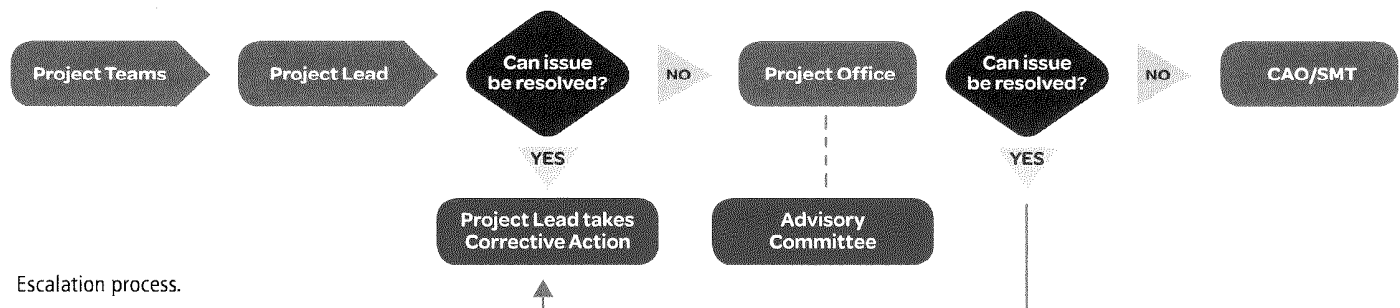 Project Teams
Project Lead
Can issue
be resolved?
NO
Project Office
Can issue
be resolved?
NO
CAO/SMT
YES
YES
Project Lead takes
Corrective Action
Advisory
Committee
Escalation process.